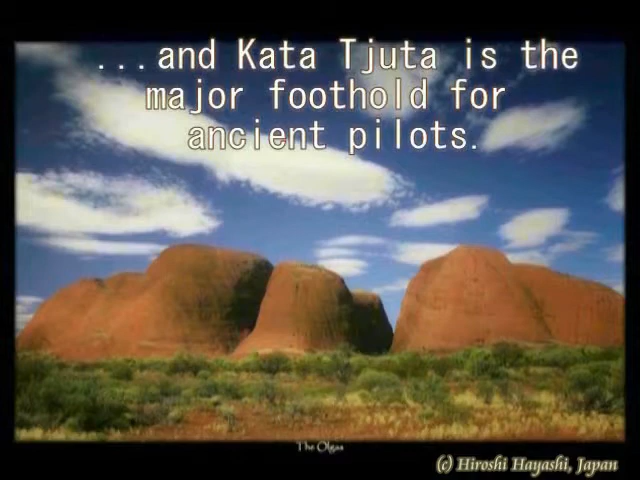 ...and Kata Tjuta is the
major foothold for
ancient pilots.
The Olgas
(c) Hiroshi Hayashi, Japan